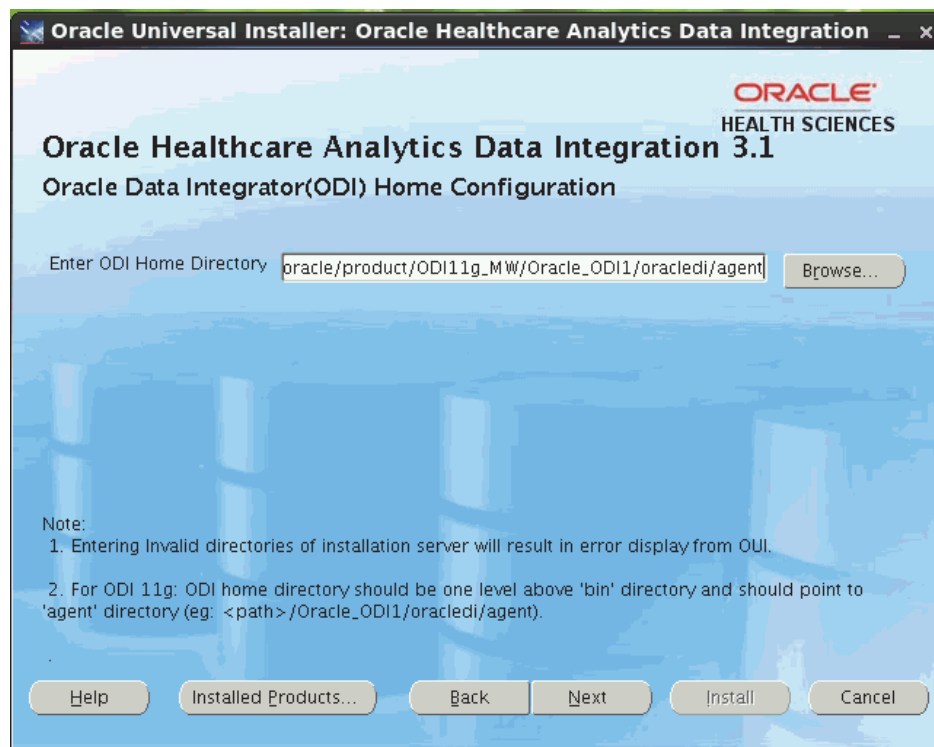 Oracle Universal Installer: Oracle Healthcare Analytics Data Integration
ORACLE
HEALTH SCIENCES
Oracle Healthcare Analytics Data Integration 3.1
Oracle Data Integrator(ODI) Home Configuration
Enter ODI Home Directory oracle/product/ODI11g_MW/Oracle_ODI1/oracledi/agent Browse...
Note:
1. Entering Invalid directories of installation server will result in error display from OUI.
2. For ODI 11g: ODI home directory should be one level above 'bin' directory and should point to
'agent' directory (eg: <path>/Oracle_ODI1/oracledi/agent).
.
Help Installed Products... Back Next Install Cancel